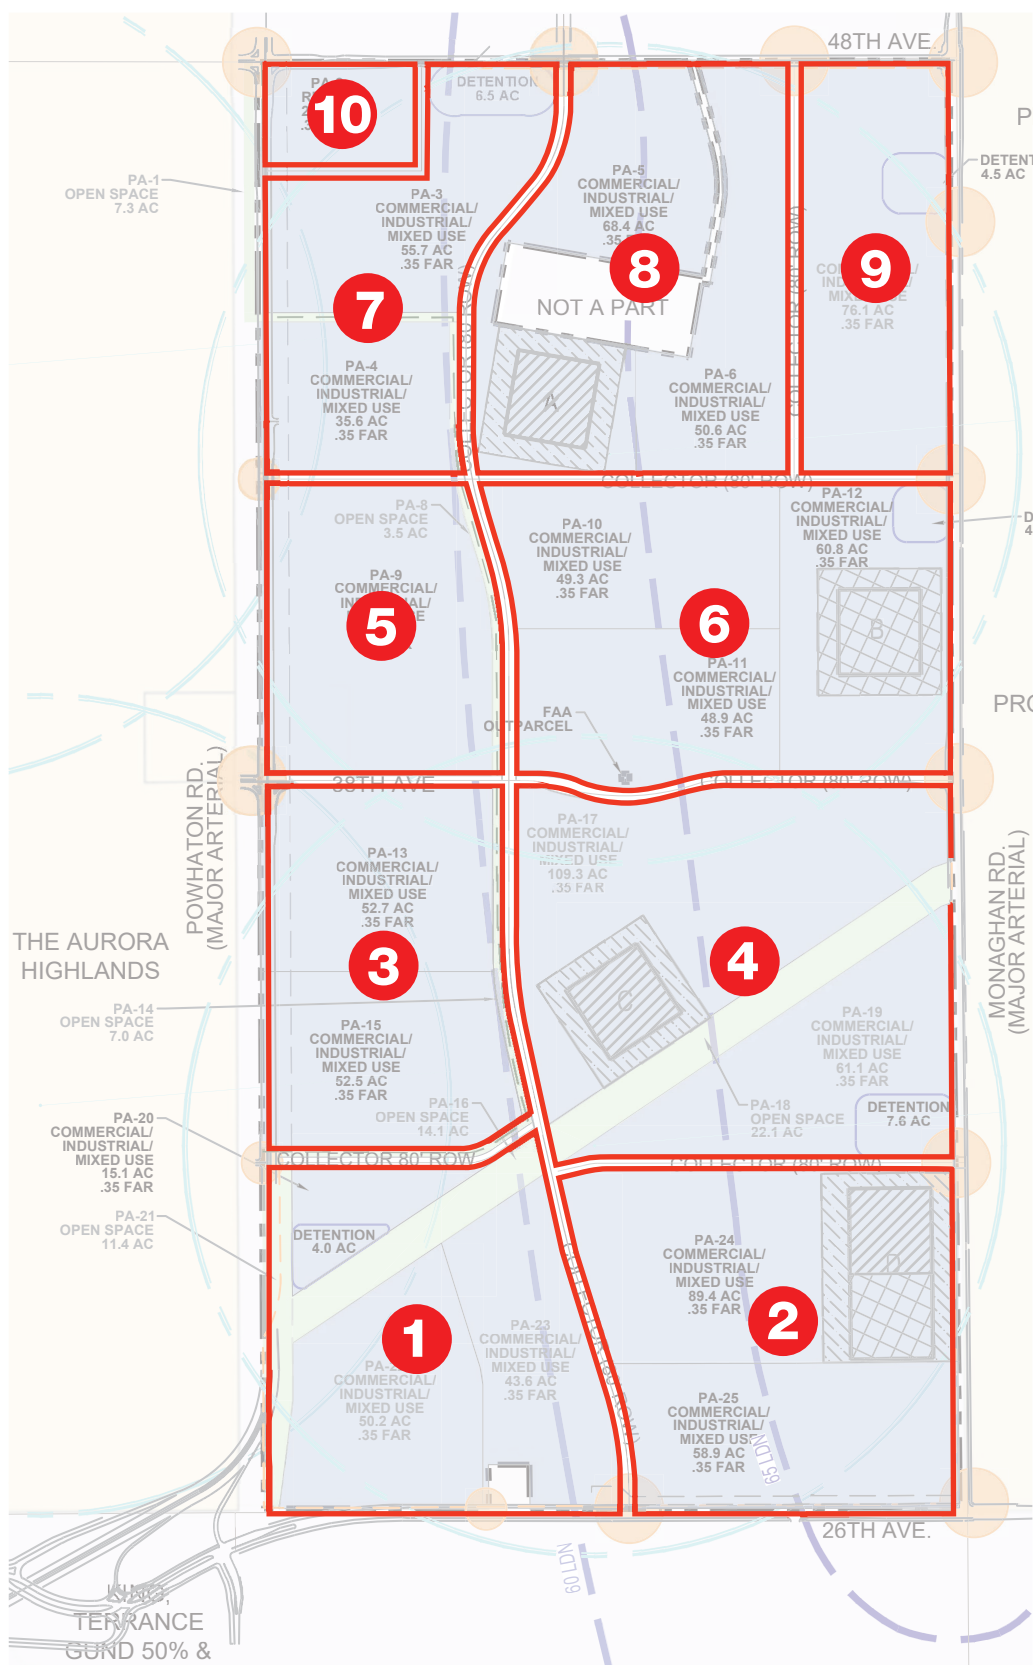 48TH AVE.
10
DETENTION
6.5 AC
PA-1
OPEN SPACE
7.3 AC
PA-3
COMMERCIAL/
INDUSTRIAL/
MIXED USE
55.7 AC
.35 FAR
PA-5
COMMERCIAL/
INDUSTRIAL/
MIXED USE
68.4 AC
8
DETENT
4.5 AC
9
76.1 AC
.35 FAR
COLLECTOR (80' ROW)
COLLECTOR (80' ROW)
NOT A PART
7
PA-4
COMMERCIAL/
INDUSTRIAL/
MIXED USE
35.6 AC
.35 FAR
A
PA-6
COMMERCIAL/
INDUSTRIAL/
MIXED USE
50.6 AC
.35 FAR
COLLECTOR (80' ROW)
PA-8
OPEN SPACE
3.5 AC
PA-9
COMMERCIAL/
5
PA-10
COMMERCIAL/
INDUSTRIAL/
MIXED USE
49.3 AC
.35 FAR
PA-12
COMMERCIAL/
INDUSTRIAL/
MIXED USE
60.8 AC
.35 FAR
6
B
PA-11
COMMERCIAL/
INDUSTRIAL/
MIXED USE
48.9 AC
.35 FAR
FAA
OUTPARCEL
PRO
38TH AVE
COLLECTOR (80' ROW)
POWHATON RD.
(MAJOR ARTERIAL)
PA-13
COMMERCIAL/
INDUSTRIAL/
MIXED USE
52.7 AC
.35 FAR
PA-17
COMMERCIAL/
INDUSTRIAL/
MIXED USE
109.3 AC
.35 FAR
MONAGHAN RD.
(MAJOR ARTERIAL)
THE AURORA
HIGHLANDS
3
4
C
PA-14
OPEN SPACE
7.0 AC
PA-15
COMMERCIAL/
INDUSTRIAL/
MIXED USE
52.5 AC
.35 FAR
PA-19
COMMERCIAL/
INDUSTRIAL/
MIXED USE
61.1 AC
.35 FAR
PA-16
OPEN SPACE
14.1 AC
PA-18
OPEN SPACE
22.1 AC
DETENTION
7.6 AC
PA-20
COMMERCIAL/
INDUSTRIAL/
MIXED USE
15.1 AC
.35 FAR
COLLECTOR 80' ROW
COLLECTOR (80' ROW)
PA-21
OPEN SPACE
11.4 AC
DETENTION
4.0 AC
PA-24
COMMERCIAL/
INDUSTRIAL/
MIXED USE
89.4 AC
.35 FAR
D
COLLECTOR (80' ROW)
1
2
COMMERCIAL/
INDUSTRIAL/
MIXED USE
50.2 AC
.35 FAR
PA-23
COMMERCIAL/
INDUSTRIAL/
MIXED USE
43.6 AC
.35 FAR
PA-25
COMMERCIAL/
INDUSTRIAL/
MIXED USE
58.9 AC
.35 FAR
65 LDN
26TH AVE.
60 LDN
KING,
TERRANCE
GUND 50% &